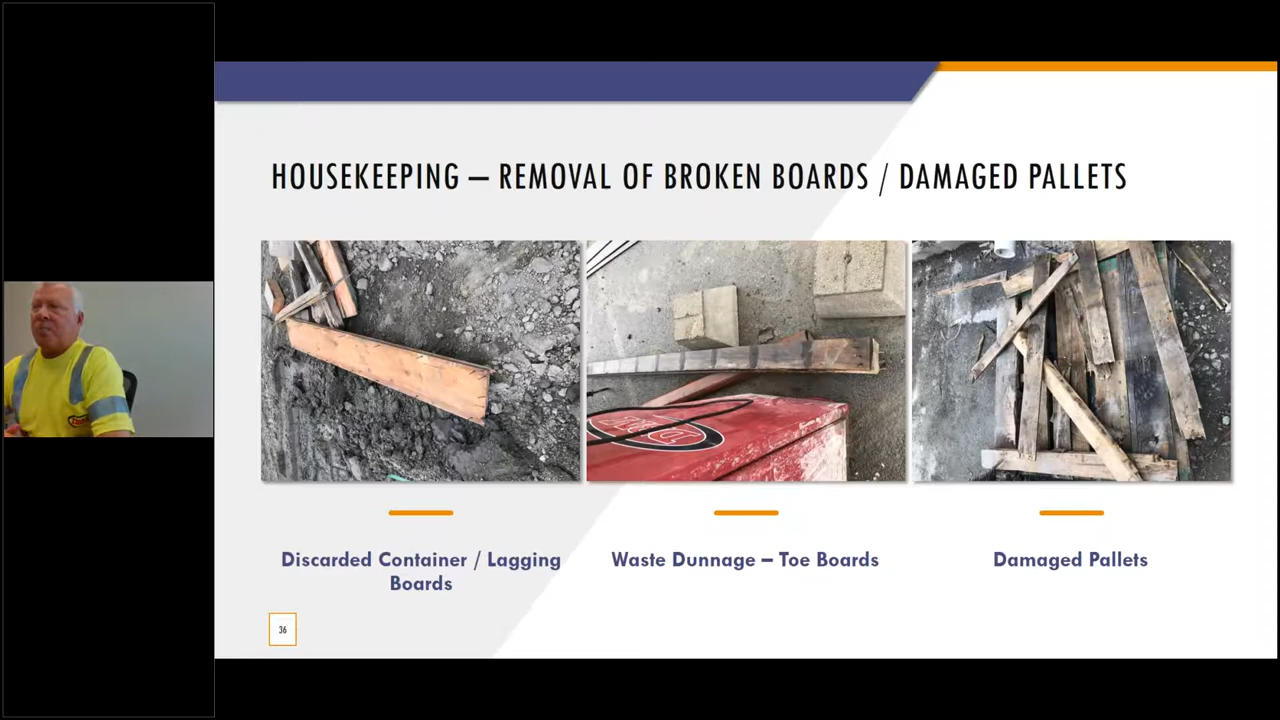 HOUSEKEEPING – REMOVAL OF BROKEN BOARDS / DAMAGED PALLETS
Discarded Container / Lagging
Boards
Waste Dunnage – Toe Boards
Damaged Pallets
36